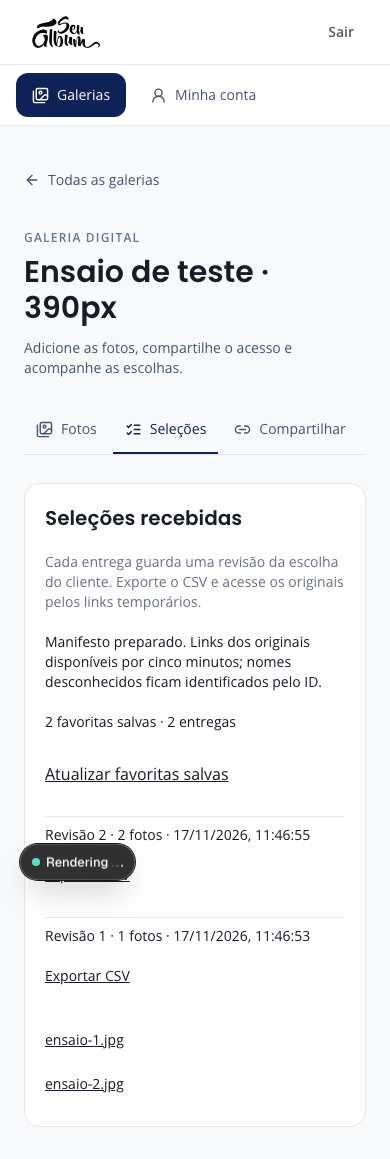 Seu
Álbum
Sair
Galerias
Minha conta
Todas as galerias
GALERIA DIGITAL
Ensaio de teste ·
390px
Adicione as fotos, compartilhe o acesso e
acompanhe as escolhas.
Fotos
Seleções
Compartilhar
Seleções recebidas
Cada entrega guarda uma revisão da escolha
do cliente. Exporte o CSV e acesse os originais
pelos links temporários.
Manifesto preparado. Links dos originais
disponíveis por cinco minutos; nomes
desconhecidos ficam identificados pelo ID.
2 favoritas salvas · 2 entregas
Atualizar favoritas salvas
Revisão 2 · 2 fotos · 17/11/2026, 11:46:55
Rendering ...
Revisão 1 · 1 fotos · 17/11/2026, 11:46:53
Exportar CSV
ensaio-1.jpg
ensaio-2.jpg